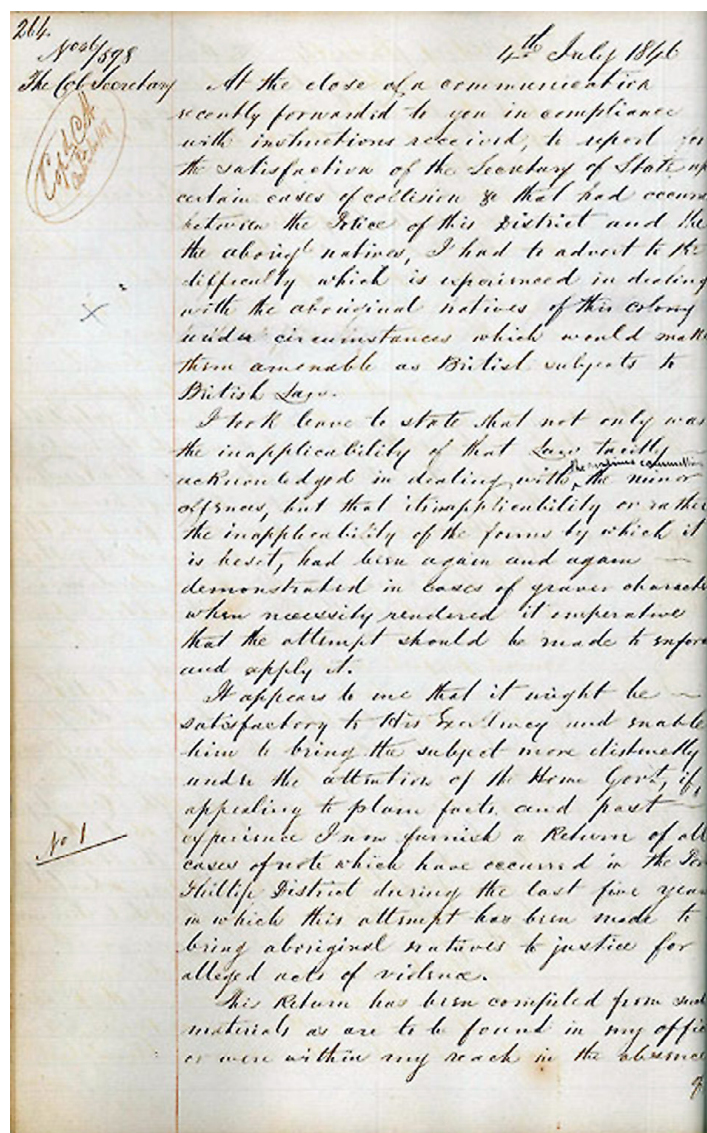 264.
No 46/898
4th July 1846
The Col Secretary
At the close of a communication
recently forwarded to you in compliance
with instructions received, to report for
the satisfaction of the Secretary of State up
certain cases of collision &c that had occure
between the Police of this District and the
the aborigl natives, I had to advert to the
difficulty which is experienced in dealing
with the aboriginal natives of this colony
under circumstances which would make
them amenable as British subjects to
British Law.
I took leave to state that not only was
the inapplicability of that Law tacitly
acknowledged in dealing with the minor
offences, but that its inapplicability or rather
the inapplicability of the forms by which it
is beset, had been again and again
demonstrated in cases of graver characte
when necessity rendered it imperative
that the attempt should be made to enforc
and apply it.
It appears to me that it might be
satisfactory to His Excellency and enable
him to bring the subject more distinctly
under the attention of the Home Govt, if,
appealing to plain facts and past
No 1
experience I now furnish a Return of all
cases of note which have occurred in the Por
Phillip District during the last five year
in which this attempt has been made to
bring aboriginal natives to justice for
alleged acts of violence.
This Return has been compiled from such
materials as are to be found in my offic
or were within my reach in the absence
of